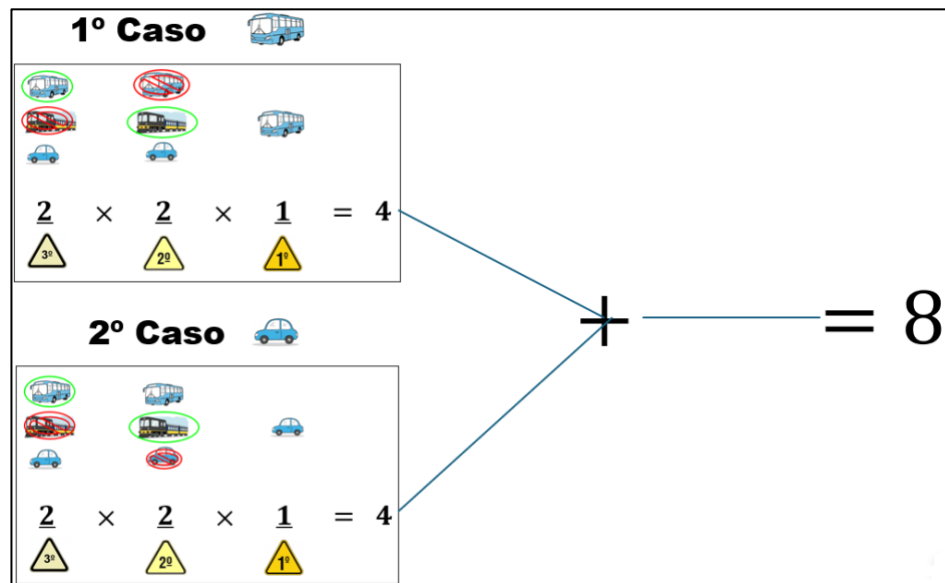 1º Caso
2 × 2 × 1 = 4
3º 2º 1º
2º Caso
2 × 2 × 1 = 4
3º 2º 1º
+ = 8